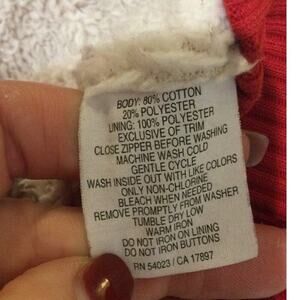 BODY: 80% COTTON
20% POLYESTER
LINING: 100% POLYESTER
EXCLUSIVE OF TRIM
CLOSE ZIPPER BEFORE WASHING
MACHINE WASH COLD
GENTLE CYCLE
WASH INSIDE OUT WITH LIKE COLORS
ONLY NON-CHLORINE
BLEACH WHEN NEEDED
REMOVE PROMPTLY FROM WASHER
TUMBLE DRY LOW
WARM IRON
DO NOT IRON ON LINING
DO NOT IRON BUTTONS
RN 54023 / CA 17897